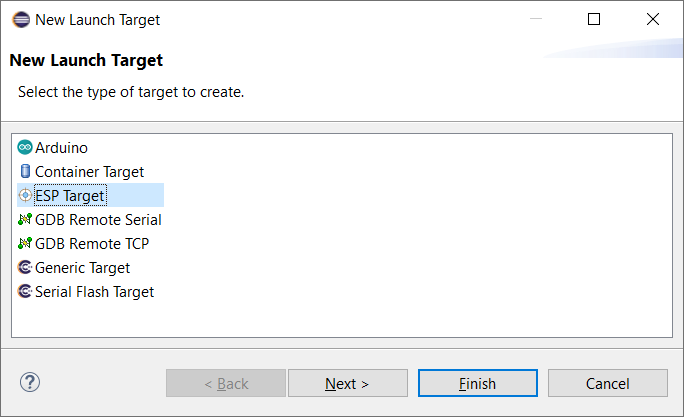 New Launch Target
New Launch Target
Select the type of target to create.
Arduino
Container Target
ESP Target
GDB Remote Serial
GDB Remote TCP
Generic Target
Serial Flash Target
?
< Back
Next >
Finish
Cancel